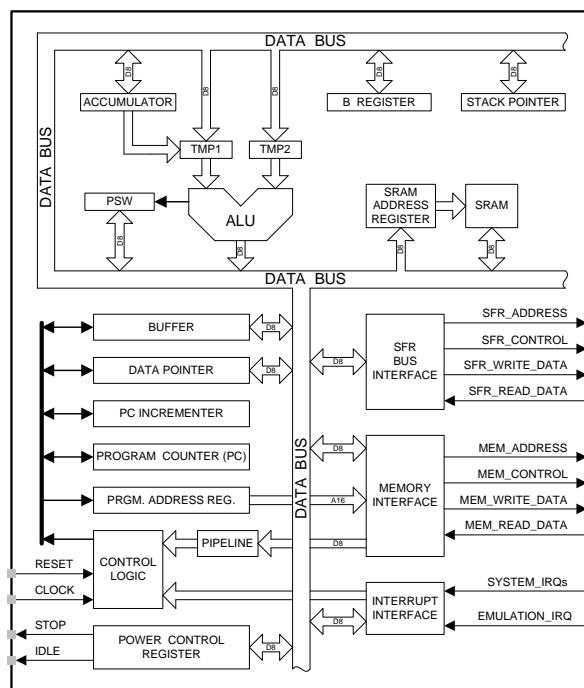 DATA BUS
D8
D8
D8
D8
D8
ACCUMULATOR
B REGISTER
STACK POINTER
DATA BUS
TMP1
TMP2
PSW
ALU
SRAM
ADDRESS
REGISTER
SRAM
D8
D8
D8
D8
DATA BUS
BUFFER
D8
DATA POINTER
D8
PC INCREMENTER
PROGRAM COUNTER (PC)
PRGM. ADDRESS REG.
A16
CONTROL
LOGIC
PIPELINE
D8
RESET
CLOCK
STOP
IDLE
POWER CONTROL
REGISTER
D8
DATA BUS
D8
SFR
BUS
INTERFACE
SFR_ADDRESS
SFR_CONTROL
SFR_WRITE_DATA
SFR_READ_DATA
D8
MEMORY
INTERFACE
MEM_ADDRESS
MEM_CONTROL
MEM_WRITE_DATA
MEM_READ_DATA
D8
INTERRUPT
INTERFACE
SYSTEM_IRQs
EMULATION_IRQ